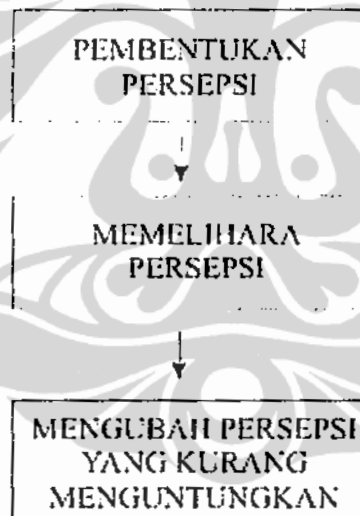 PEMBENTUKAN
PERSEPSI
MEMELIHARA
PERSEPSI
MENGUBAH PERSEPSI
YANG KURANG
MENGUNTUNGKAN